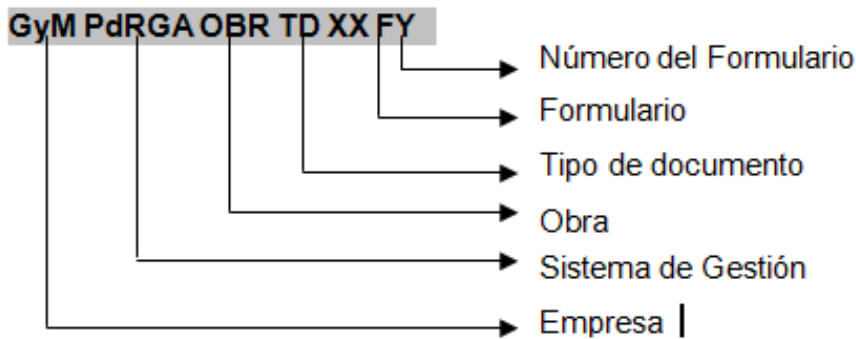 GyM PdRGA OBR TD XX FY
Número del Formulario
Formulario
Tipo de documento
Obra
Sistema de Gestión
Empresa